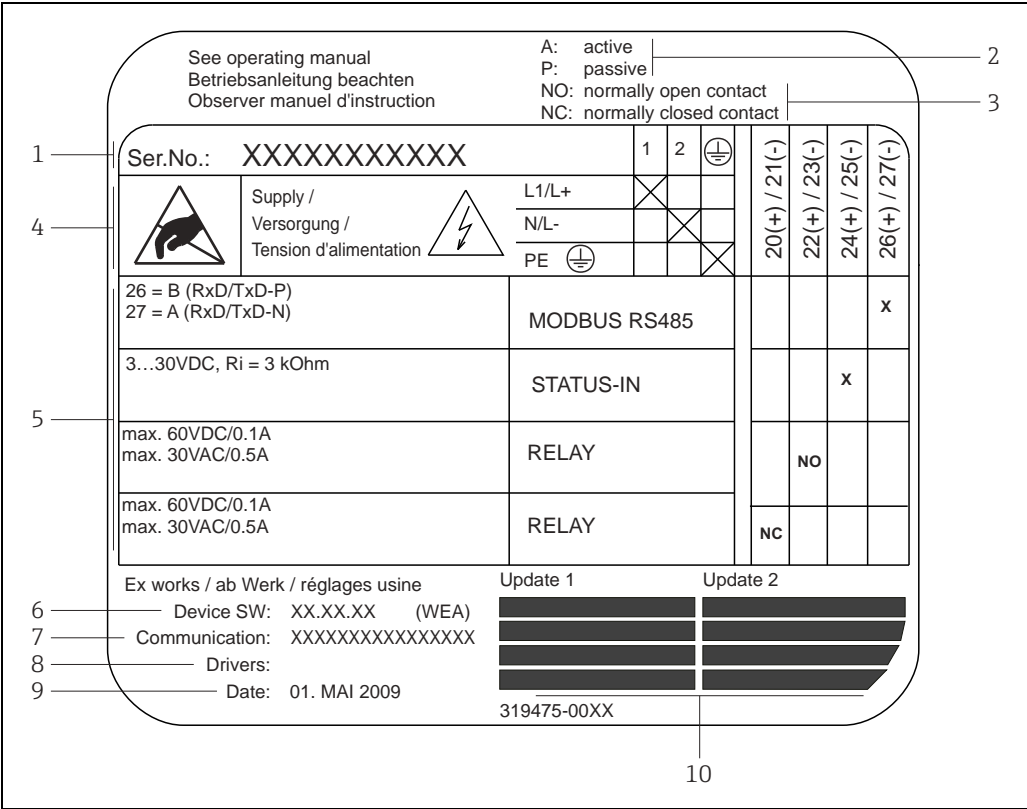 See operating manual
Betriebsanleitung beachten
Observer manuel d'instruction
A: active
P: passive
NO: normally open contact
NC: normally closed contact
2
3
1
Ser.No.: XXXXXXXXXXX
1 2
20(+) / 21(-)
22(+) / 23(-)
24(+) / 25(-)
26(+) / 27(-)
4
Supply /
Versorgung /
Tension d'alimentation
L1/L+
N/L-
PE
5
26 = B (RxD/TxD-P)
27 = A (RxD/TxD-N)
MODBUS RS485
X
3...30VDC, Ri = 3 kOhm
STATUS-IN
X
max. 60VDC/0.1A
max. 30VAC/0.5A
RELAY
NO
max. 60VDC/0.1A
max. 30VAC/0.5A
RELAY
NC
Ex works / ab Werk / réglages usine
Update 1
Update 2
6
Device SW: XX.XX.XX (WEA)
7
Communication: XXXXXXXXXXXXXXXX
8
Drivers:
9
Date: 01. MAI 2009
319475-00XX
10